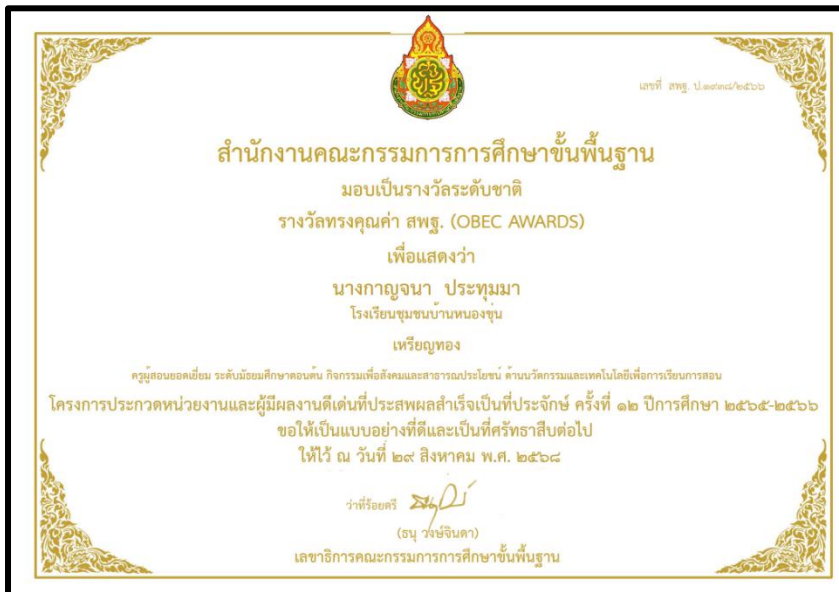 เลขที่ สพฐ. ป.๑๙๓๘/๒๕๖๖
สำนักงานคณะกรรมการการศึกษาขั้นพื้นฐาน
มอบเป็นรางวัลระดับชาติ
รางวัลทรงคุณค่า สพฐ. (OBEC AWARDS)
เพื่อแสดงว่า
นางกาญจนา ประทุมมา
โรงเรียนชุมชนบ้านหนองขุ่น
เหรียญทอง
ครูผู้สอนยอดเยี่ยม ระดับมัธยมศึกษาตอนต้น กิจกรรมเพื่อสังคมและสาธารณประโยชน์ ด้านนวัตกรรมและเทคโนโลยีเพื่อการเรียนการสอน
โครงการประกวดหน่วยงานและผู้มีผลงานดีเด่นที่ประสพผลสำเร็จเป็นที่ประจักษ์ ครั้งที่ ๑๒ ปีการศึกษา ๒๕๖๕-๒๕๖๖
ขอให้เป็นแบบอย่างที่ดีและเป็นที่ศรัทธาสืบต่อไป
ให้ไว้ ณ วันที่ ๒๙ สิงหาคม พ.ศ. ๒๕๖๘
ว่าที่ร้อยตรี
(ธนุ วงษ์จินดา)
เลขาธิการคณะกรรมการการศึกษาขั้นพื้นฐาน